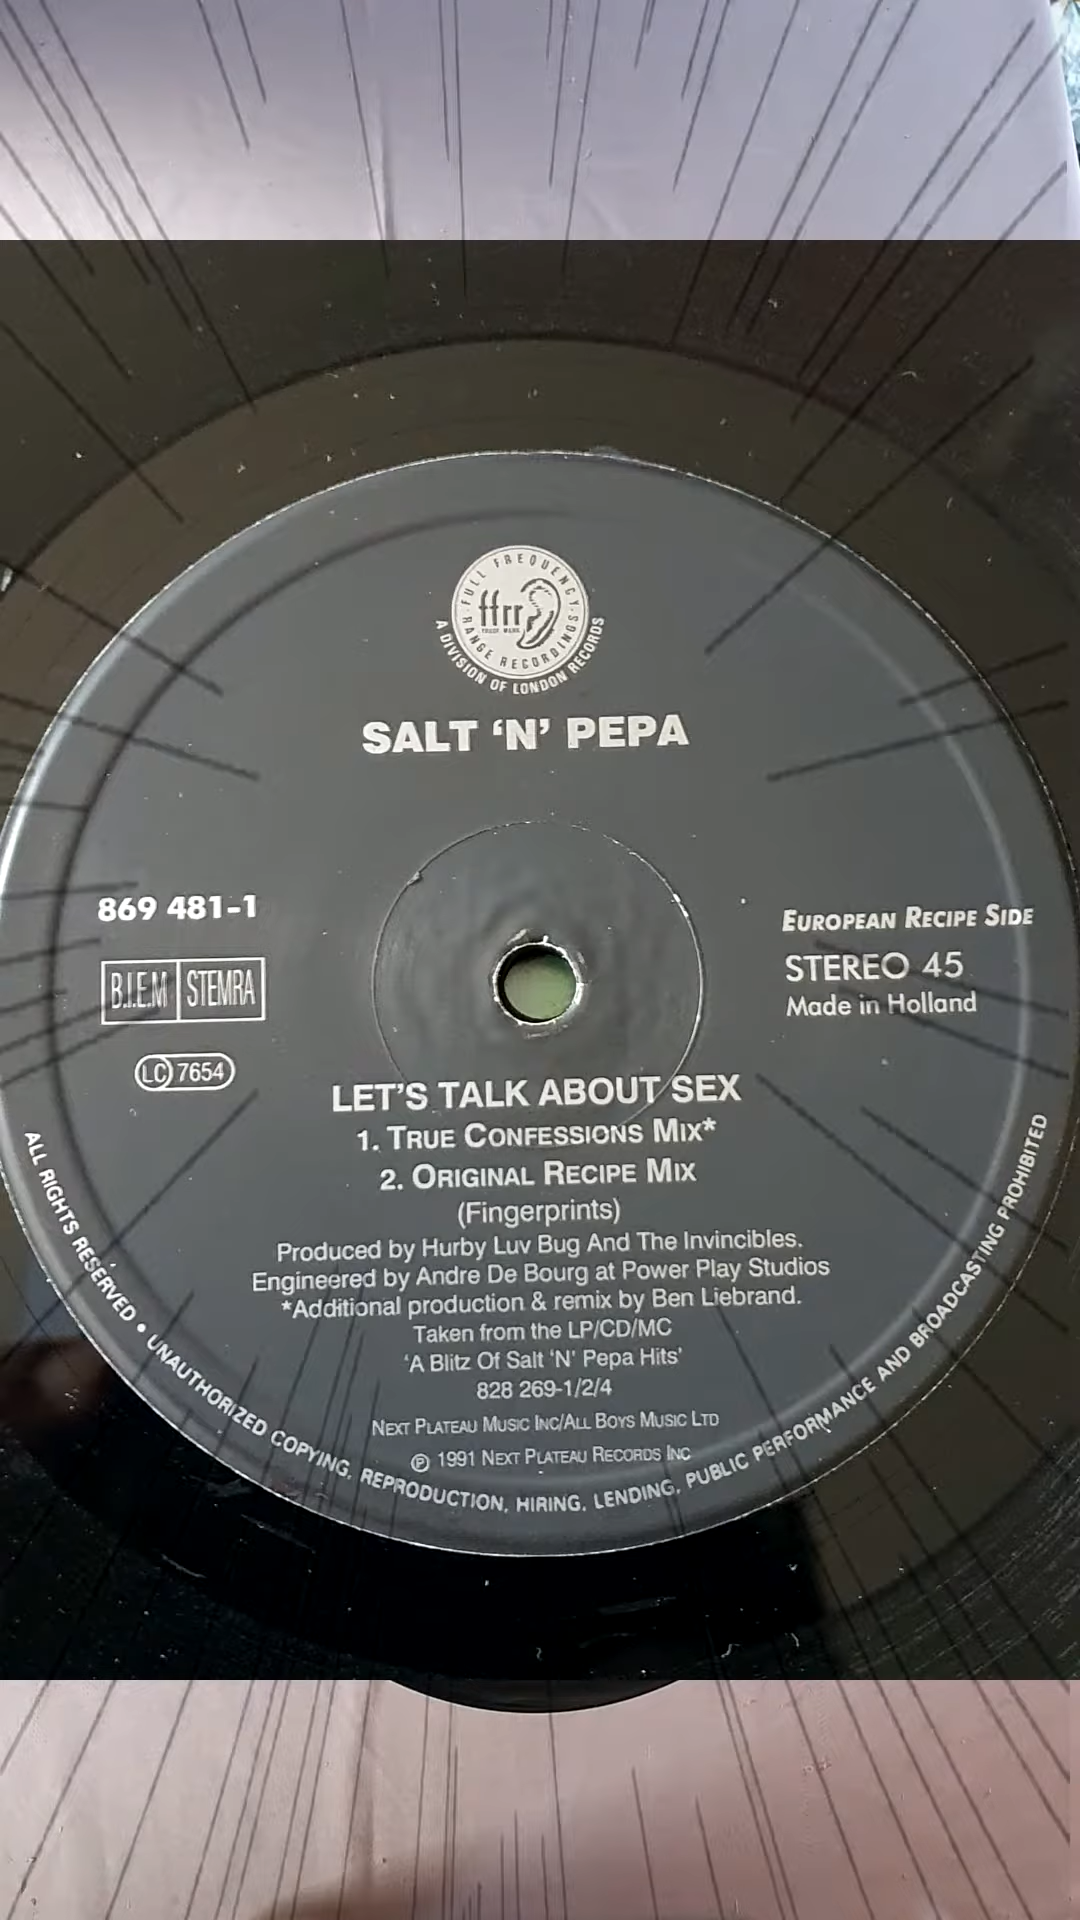 FULL FREQUENCY
ffrr
TRADE MARK
RANGE RECORDINGS
A DIVISION OF LONDON RECORDS
SALT ‘N’ PEPA
869 481-1
B.I.E.M STEMRA
LC 7654
EUROPEAN RECIPE SIDE
STEREO 45
Made in Holland
LET’S TALK ABOUT SEX
1. TRUE CONFESSIONS MIX*
2. ORIGINAL RECIPE MIX
(Fingerprints)
Produced by Hurby Luv Bug And The Invincibles.
Engineered by Andre De Bourg at Power Play Studios
*Additional production & remix by Ben Liebrand.
Taken from the LP/CD/MC
‘A Blitz Of Salt ‘N’ Pepa Hits’
828 269-1/2/4
NEXT PLATEAU MUSIC INC/ALL BOYS MUSIC LTD
℗ 1991 NEXT PLATEAU RECORDS INC
ALL RIGHTS RESERVED • UNAUTHORIZED COPYING, REPRODUCTION, HIRING, LENDING, PUBLIC PERFORMANCE AND BROADCASTING PROHIBITED